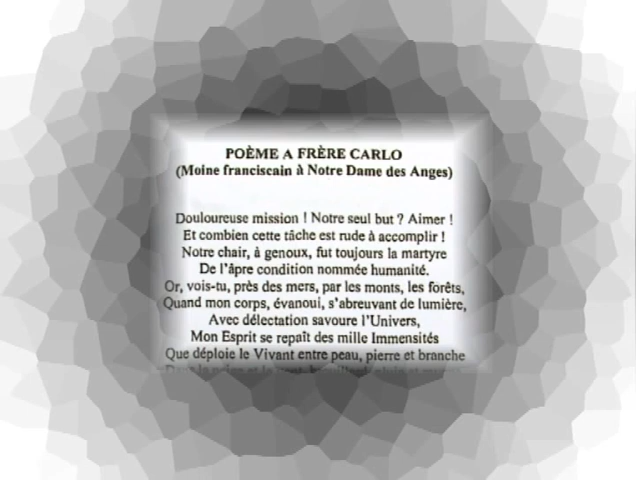 POÈME A FRÈRE CARLO
(Moine franciscain à Notre Dame des Anges)
Douloureuse mission ! Notre seul but ? Aimer !
Et combien cette tâche est rude à accomplir !
Notre chair, à genoux, fut toujours la martyre
De l'âpre condition nommée humanité.
Or, vois-tu, près des mers, par les monts, les forêts,
Quand mon corps, évanoui, s'abreuvant de lumière,
Avec délectation savoure l'Univers,
Mon Esprit se repaît des mille Immensités
Que déploie le Vivant entre peau, pierre et branche